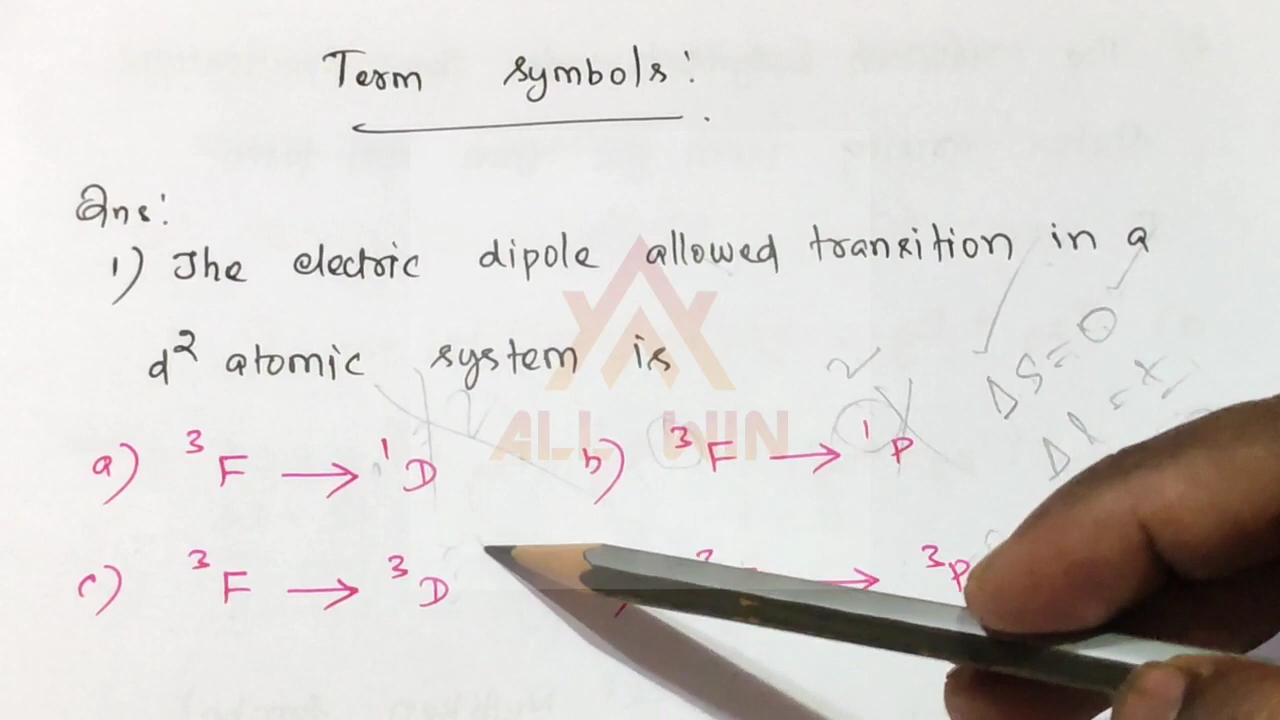 Term symbols:
Qns:
1) The electric dipole allowed transition in a
d² atomic system is
a) ³F → ¹D b) ³F → ¹P
c) ³F → ³D → ³P
ΔS=0
ALL WIN